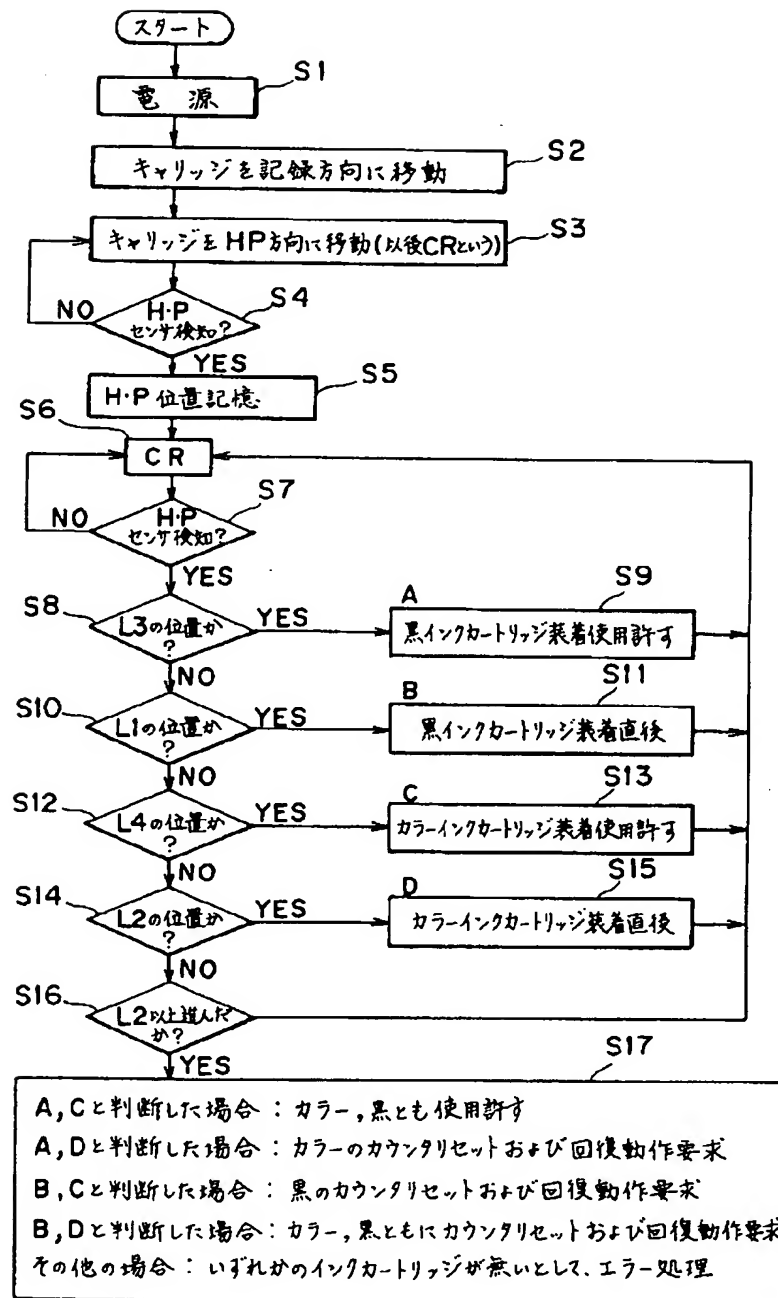 スタート
S1
電源
S2
キャリッジを記録方向に移動
S3
キャリッジをHP方向に移動(以後CRという)
S4
NO
H·P
センサ検知?
YES
S5
H·P位置記憶
S6
CR
S7
NO
H·P
センサ検知?
YES
S8
L3の位置か
?
YES
A
S9
黒インクカートリッジ装着使用許す
NO
S10
L1の位置か
?
YES
B
S11
黒インクカートリッジ装着直後
NO
S12
L4の位置か
?
YES
C
S13
カラーインクカートリッジ装着使用許す
NO
S14
L2の位置か
?
YES
D
S15
カラーインクカートリッジ装着直後
NO
S16
L2以上進んだ
か?
YES
S17
A,Cと判断した場合:カラー,黒とも使用許す
A,Dと判断した場合:カラーのカウンタリセットおよび回復動作要求
B,Cと判断した場合:黒のカウンタリセットおよび回復動作要求
B,Dと判断した場合:カラー,黒ともにカウンタリセットおよび回復動作要求
その他の場合:いずれかのインクカートリッジが無いとして、エラー処理